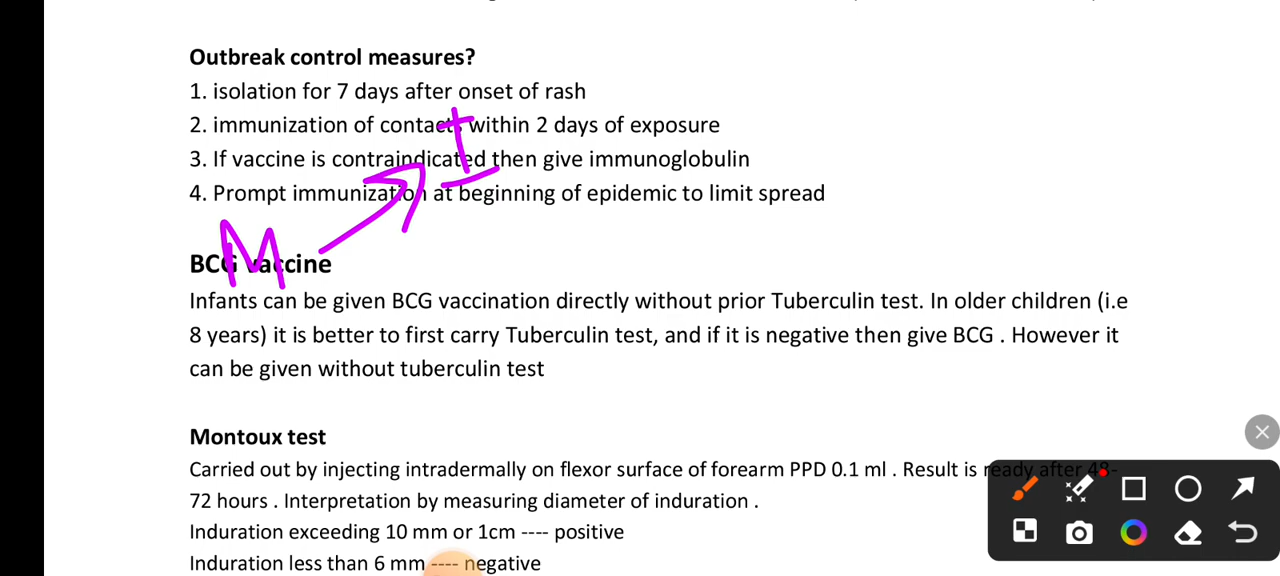 Outbreak control measures?
1. isolation for 7 days after onset of rash
2. immunization of contacts within 2 days of exposure
3. If vaccine is contraindicated then give immunoglobulin
4. Prompt immunization at beginning of epidemic to limit spread
M → I
BCG vaccine
Infants can be given BCG vaccination directly without prior Tuberculin test. In older children (i.e
8 years) it is better to first carry Tuberculin test, and if it is negative then give BCG . However it
can be given without tuberculin test
Montoux test
Carried out by injecting intradermally on flexor surface of forearm PPD 0.1 ml . Result is ready after 48-
72 hours . Interpretation by measuring diameter of induration .
Induration exceeding 10 mm or 1cm ---- positive
Induration less than 6 mm ---- negative